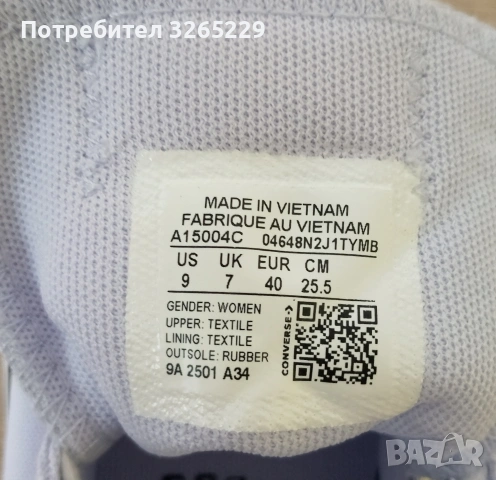 Потребител 3265229
MADE IN VIETNAM
FABRIQUE AU VIETNAM
A15004C 04648N2J1TYMB
US UK EUR CM
9 7 40 25.5
GENDER: WOMEN
UPPER: TEXTILE
LINING: TEXTILE
OUTSOLE: RUBBER
9A 2501 A34
CONVERSE
BAZAR